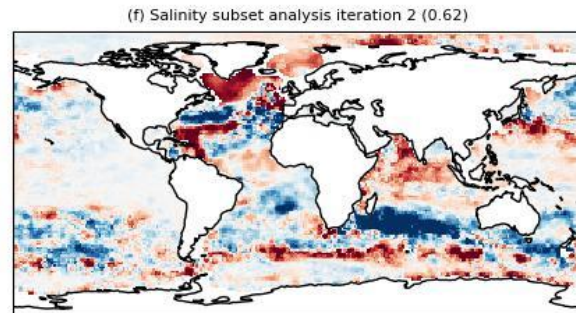 (f) Salinity subset analysis iteration 2 (0.62)